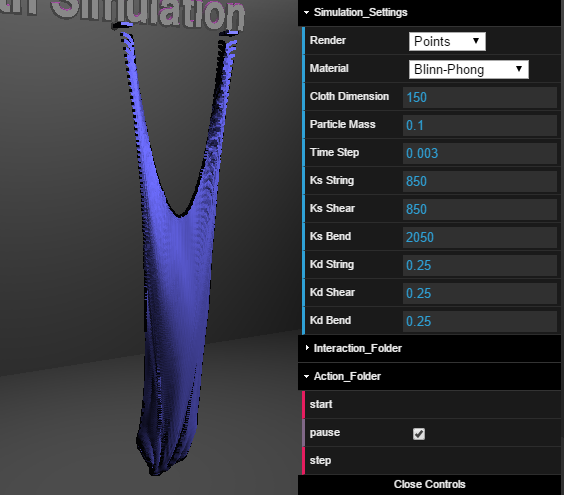 th Simulation
Simulation_Settings
Render Points
Material Blinn-Phong
Cloth Dimension 150
Particle Mass 0.1
Time Step 0.003
Ks String 850
Ks Shear 850
Ks Bend 2050
Kd String 0.25
Kd Shear 0.25
Kd Bend 0.25
Interaction_Folder
Action_Folder
start
pause
step
Close Controls